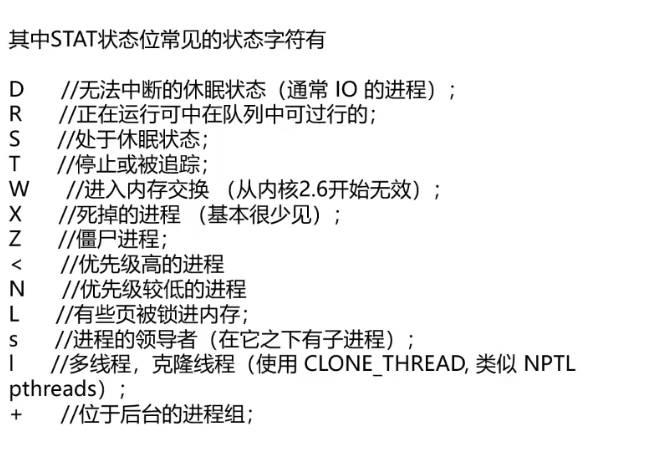 其中STAT状态位常见的状态字符有
D //无法中断的休眠状态（通常 IO 的进程）；
R //正在运行可中在队列中可过行的；
S //处于休眠状态；
T //停止或被追踪；
W //进入内存交换 （从内核2.6开始无效）；
X //死掉的进程 （基本很少见）；
Z //僵尸进程；
< //优先级高的进程
N //优先级较低的进程
L //有些页被锁进内存；
s //进程的领导者（在它之下有子进程）；
l //多线程，克隆线程（使用 CLONE_THREAD, 类似 NPTL
pthreads）；
+ //位于后台的进程组；